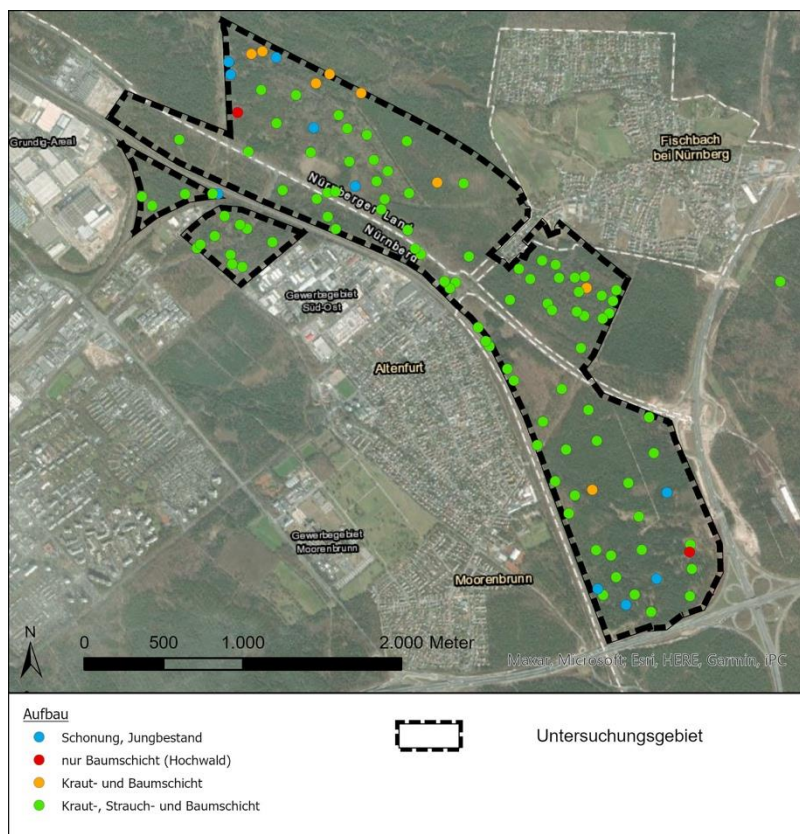 Grundig-Areal
Fischbach
bei Nürnberg
Nürnberger Land
Nürnberg
Gewerbegebiet
Süd-Ost
Altenfurt
Gewerbegebiet
Moorenbrunn
Moorenbrunn
N
0 500 1.000 2.000 Meter
Maxar, Microsoft, Esri, HERE, Garmin, iPC
Aufbau
Schonung, Jungbestand
nur Baumschicht (Hochwald)
Kraut- und Baumschicht
Kraut-, Strauch- und Baumschicht
Untersuchungsgebiet